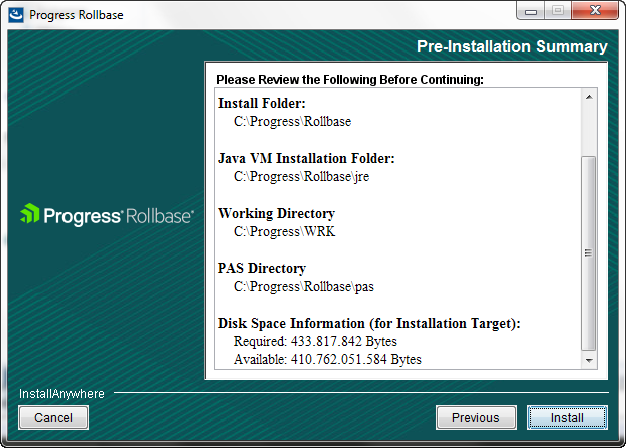 Progress Rollbase
Pre-Installation Summary
Please Review the Following Before Continuing:
Install Folder:
C:\Progress\Rollbase
Java VM Installation Folder:
C:\Progress\Rollbase\jre
Working Directory
C:\Progress\WRK
PAS Directory
C:\Progress\Rollbase\pas
Disk Space Information (for Installation Target):
Required: 433.817.842 Bytes
Available: 410.762.051.584 Bytes
Progress® Rollbase®
InstallAnywhere
Cancel
Previous
Install